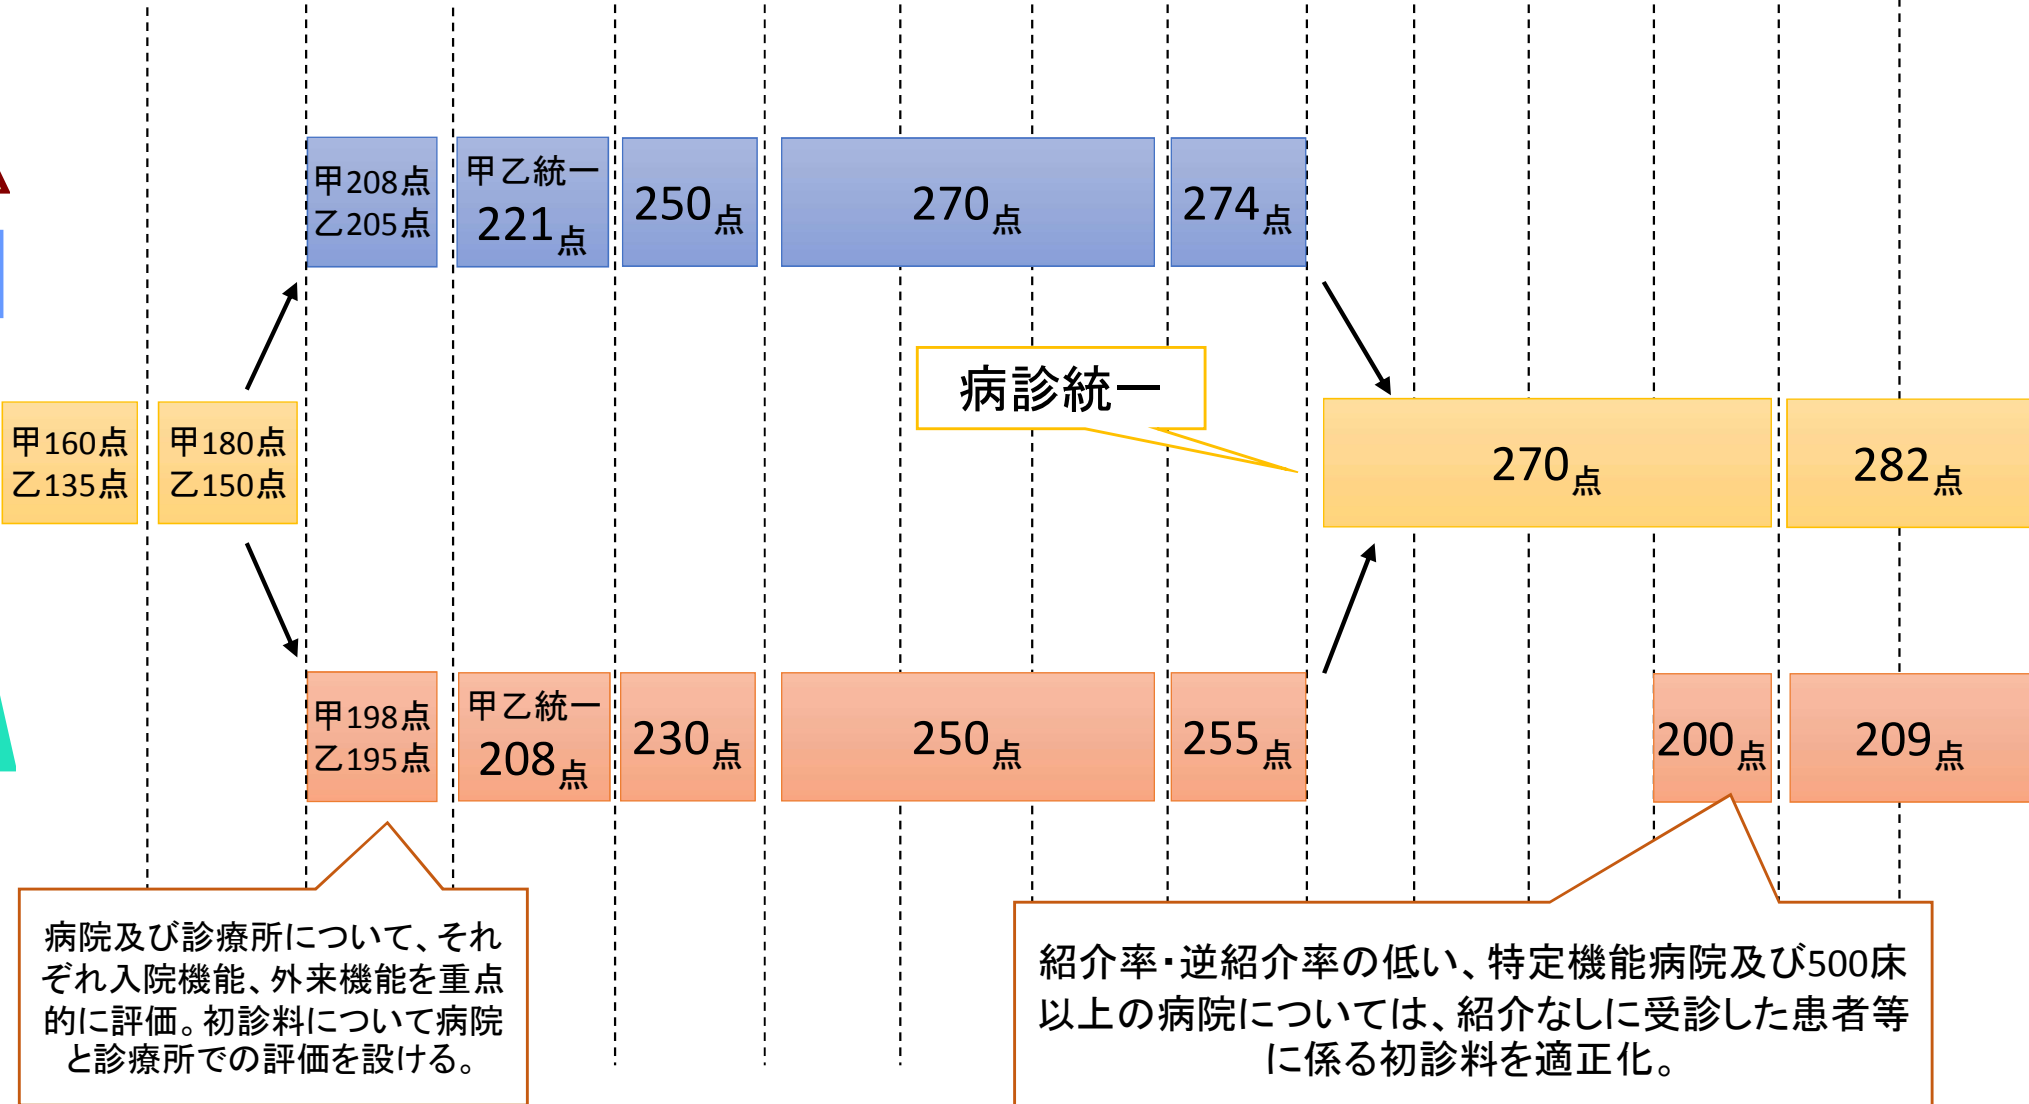 甲208点
乙205点
甲乙統一
221点
250点
270点
274点
病診統一
甲160点
乙135点
甲180点
乙150点
270点
282点
甲198点
乙195点
甲乙統一
208点
230点
250点
255点
200点
209点
病院及び診療所について、それ
ぞれ入院機能、外来機能を重点
的に評価。初診料について病院
と診療所での評価を設ける。
紹介率・逆紹介率の低い、特定機能病院及び500床
以上の病院については、紹介なしに受診した患者等
に係る初診料を適正化。